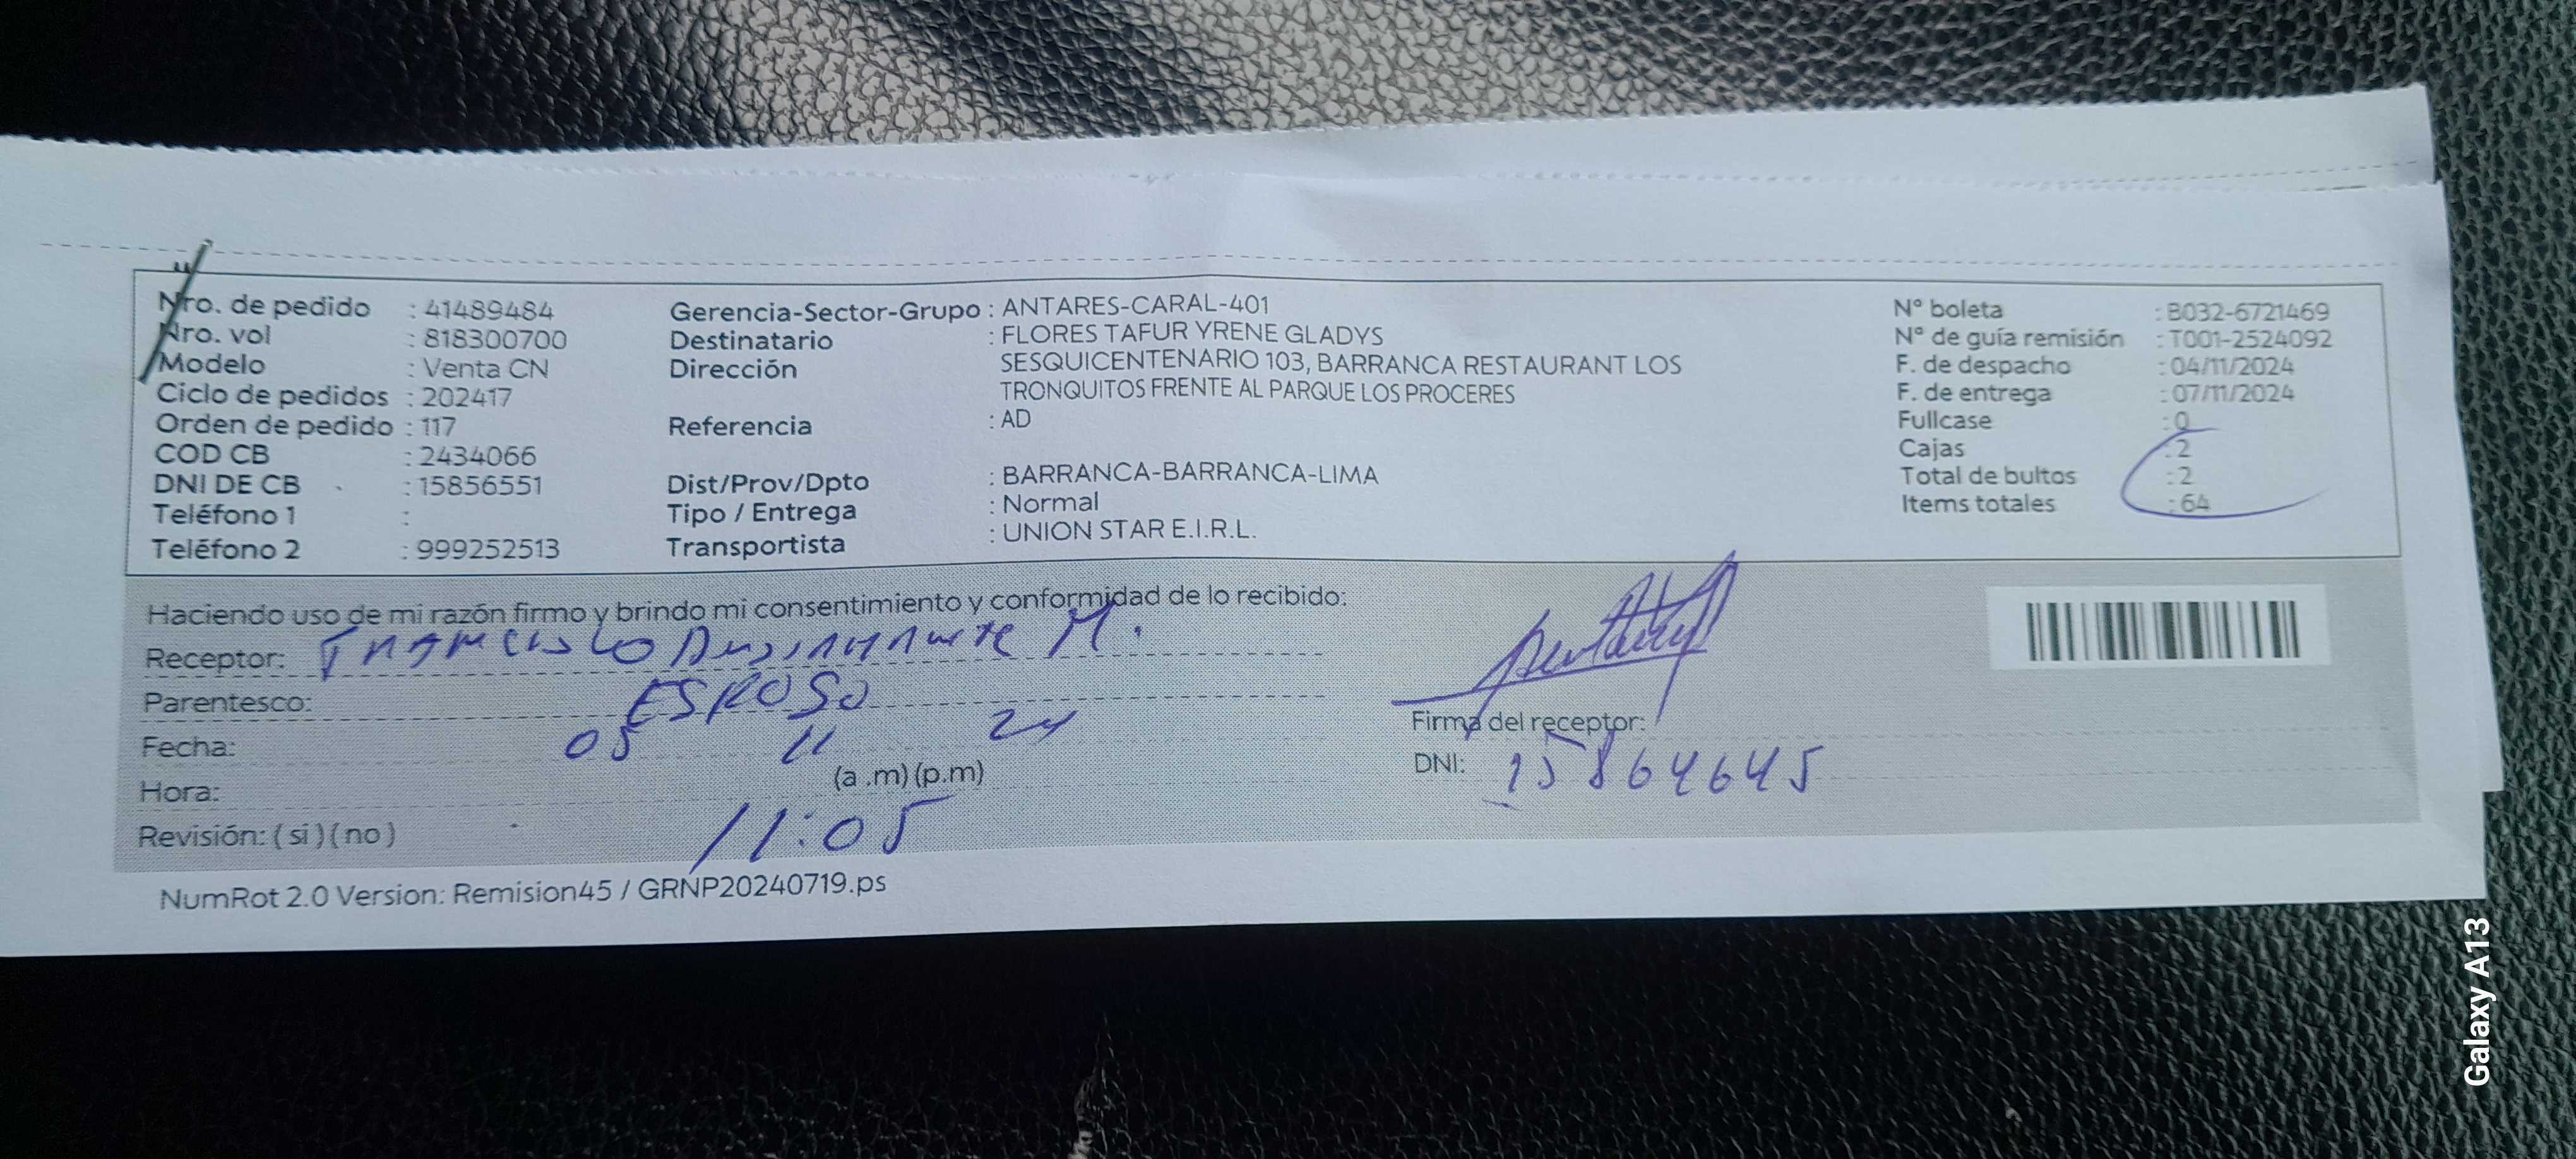 Nro. de pedido : 41489484
Nro. vol : 818300700
Modelo : Venta CN
Ciclo de pedidos : 202417
Orden de pedido : 117
COD CB : 2434066
DNI DE CB : 15856551
Teléfono 1 :
Teléfono 2 : 999252513
Gerencia-Sector-Grupo : ANTARES-CARAL-401
Destinatario : FLORES TAFUR YRENE GLADYS
Dirección SESQUICENTENARIO 103, BARRANCA RESTAURANT LOS
TRONQUITOS FRENTE AL PARQUE LOS PROCERES
Referencia : AD
Dist/Prov/Dpto : BARRANCA-BARRANCA-LIMA
Tipo / Entrega : Normal
Transportista : UNION STAR E.I.R.L.
N° boleta : B032-6721469
N° de guía remisión : T001-2524092
F. de despacho : 04/11/2024
F. de entrega : 07/11/2024
Fullcase : 0
Cajas : 2
Total de bultos : 2
Items totales : 64
Haciendo uso de mi razón firmo y brindo mi consentimiento y conformidad de lo recibido:
Receptor: M.
Parentesco: ESPOSO
Fecha: 05 11 24
Hora: (a .m) (p.m)
11:05
Revisión: ( si ) ( no )
Firma del receptor:
DNI: 15864645
NumRot 2.0 Version: Remision45 / GRNP20240719.ps
Galaxy A13